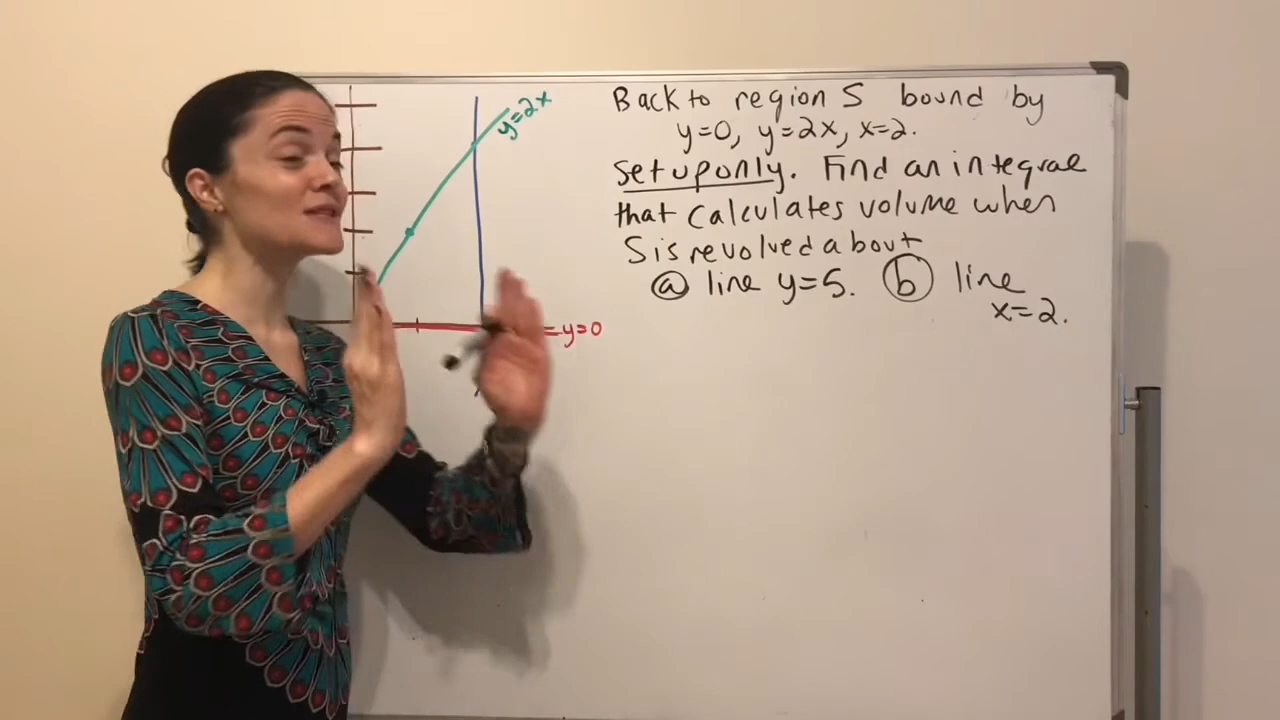 y=2x
y=0
Back to region S bound by
y=0, y=2x, x=2.
set up only. Find an integral
that calculates volume when
S is revolved about
(a) line y=5. (b) line
x=2.